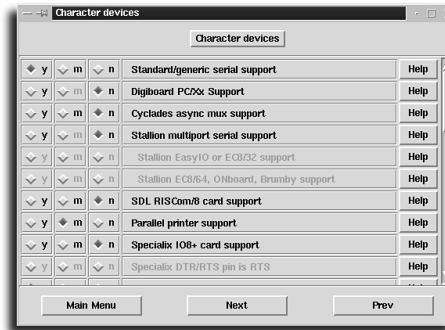 Character devices
Character devices
y m n Standard/generic serial support Help
y m n Digiboard PC/Xx Support Help
y m n Cyclades async mux support Help
y m n Stallion multiport serial support Help
y m n Stallion EasyIO or EC8/32 support Help
y m n Stallion EC8/64, ONboard, Brumby support Help
y m n SDL RISCom/8 card support Help
y m n Parallel printer support Help
y m n Specialix IO8+ card support Help
y m n Specialix DTR/RTS pin is RTS Help
Main Menu Next Prev